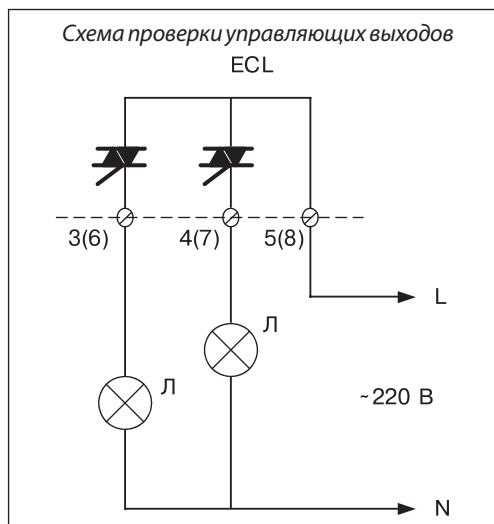 Схема проверки управляющих выходов
ECL
3(6) 4(7) 5(8)
L
Л
Л
~220 В
N